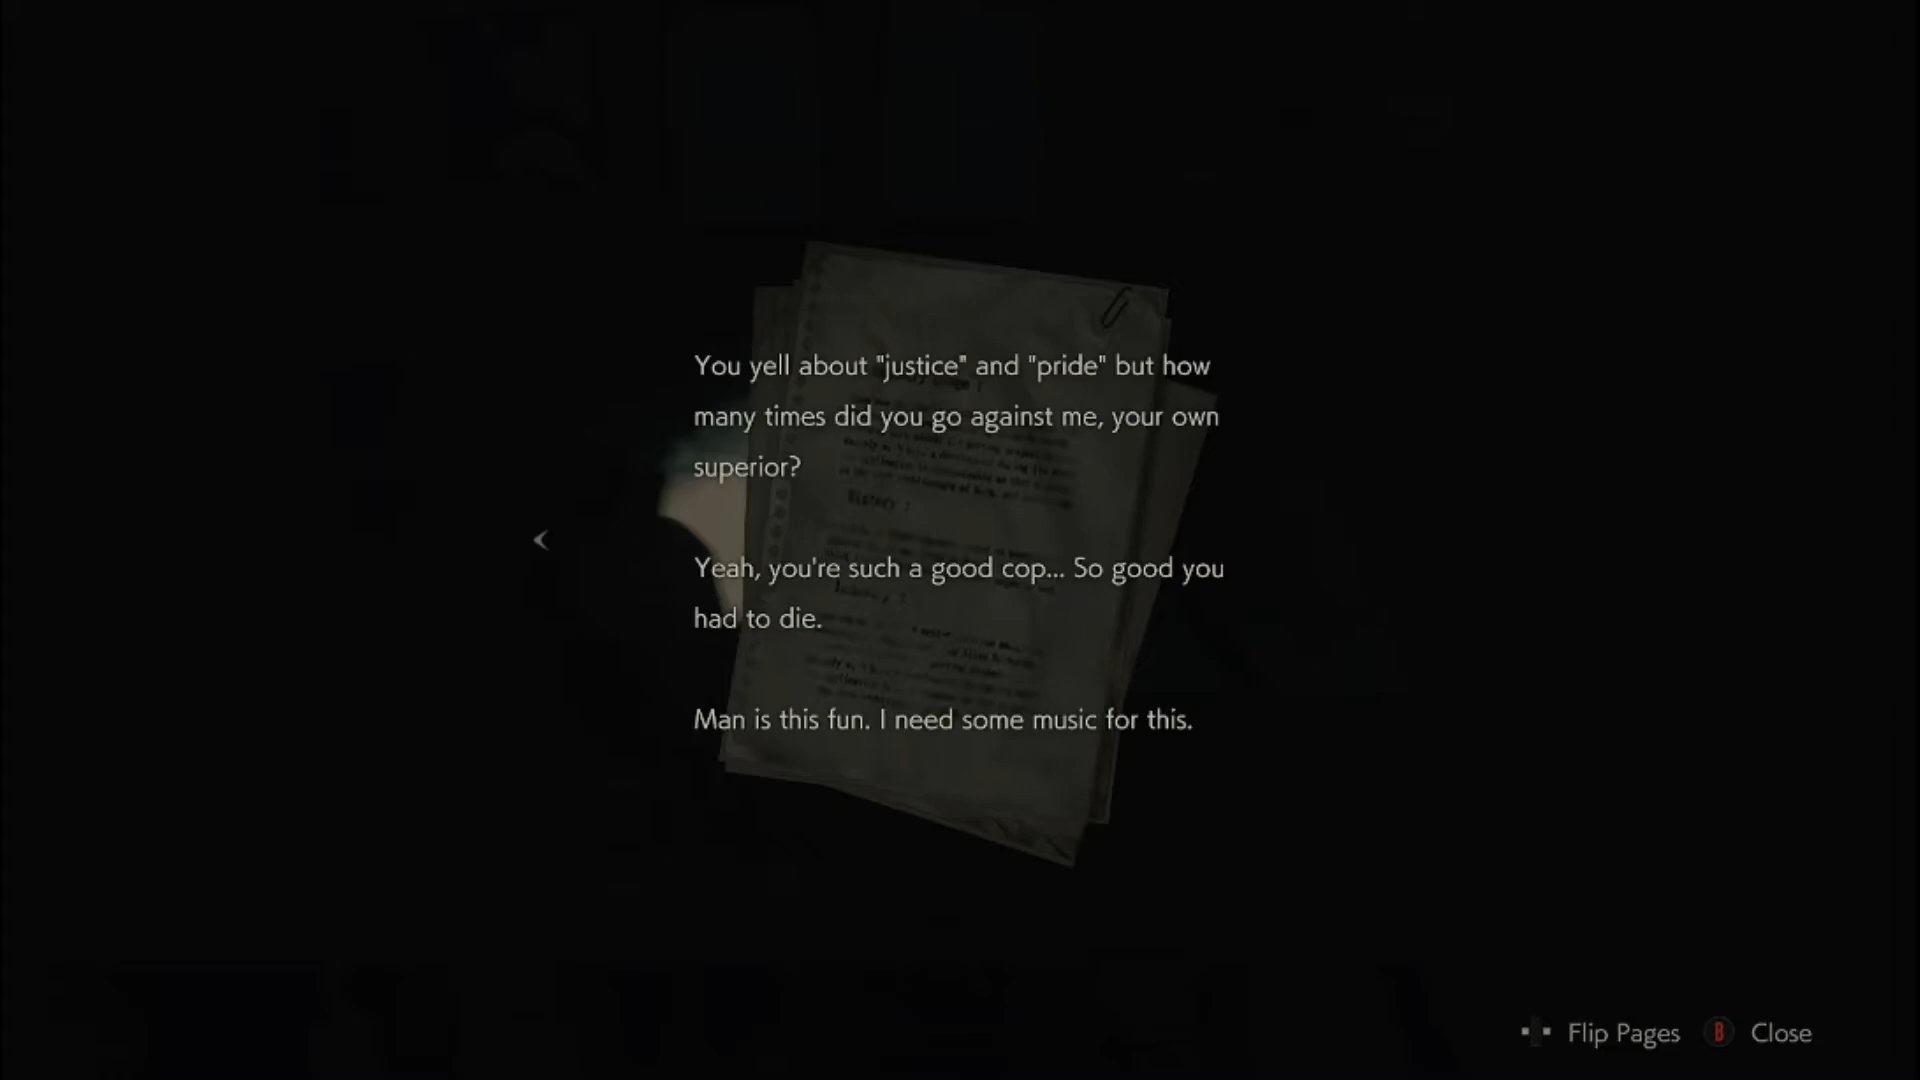 You yell about "justice" and "pride" but how
many times did you go against me, your own
superior?
Yeah, you're such a good cop... So good you
had to die.
Man is this fun. I need some music for this.
Flip Pages B Close